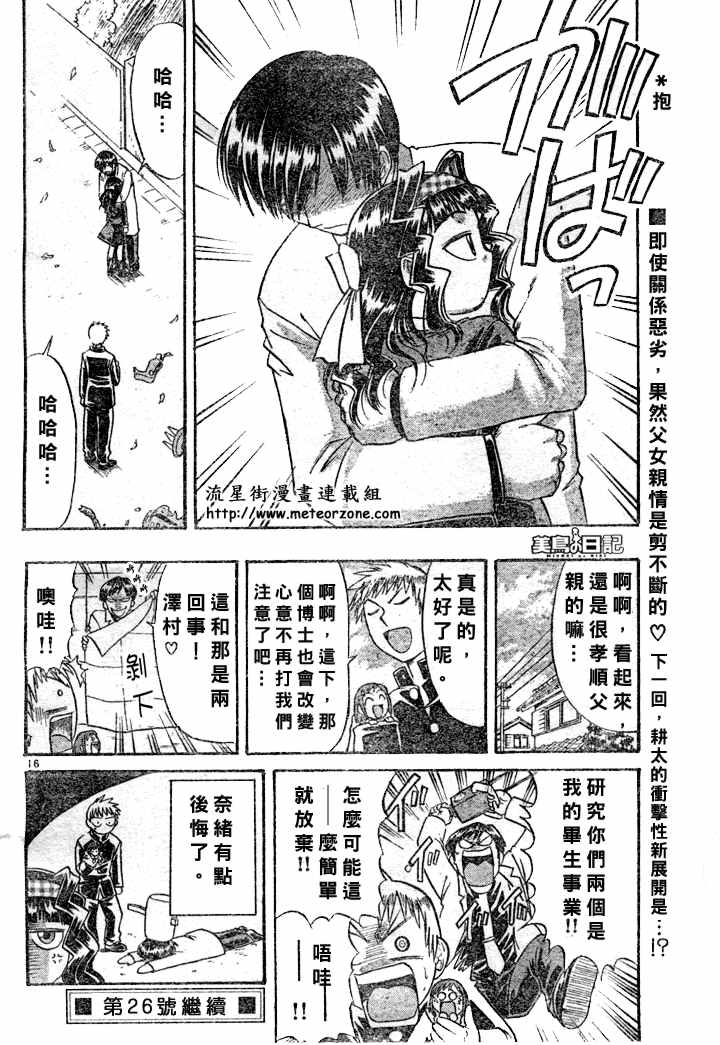 ＊抱
ガバッ
■即使關係惡劣，果然父女親情是剪不斷的♡下一回，耕太的衝擊性新展開是…!?
哈哈…
哈哈哈…
流星街漫畫連載組
http://www.meteorzone.com
美鳥の日記
啊啊，看起來，
還是很孝順父
親的嘛…
真是的，
太好了呢。
啊啊，這下，那
個博士也會改變
心意不再打我們
注意了吧…
這和那是兩
回事！
澤村♡
剝下
噢哇!!
16
研究你們兩個是
我的畢生事業!!
怎麼可能這
——麼簡單
就放棄!!
唔哇——!!
奈緒有點
後悔了。
■第26號繼續■